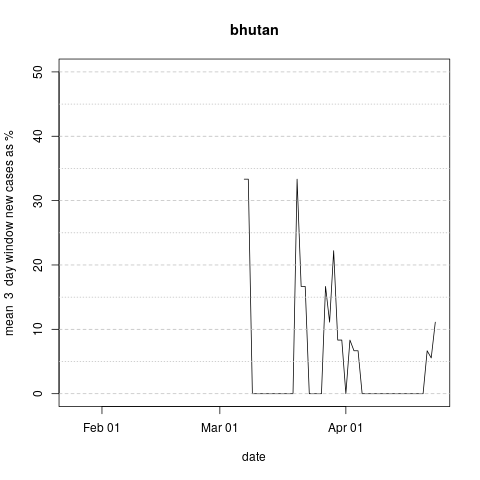 bhutan
mean 3 day window new cases as %
50
40
30
20
10
0
Feb 01
Mar 01
Apr 01
date